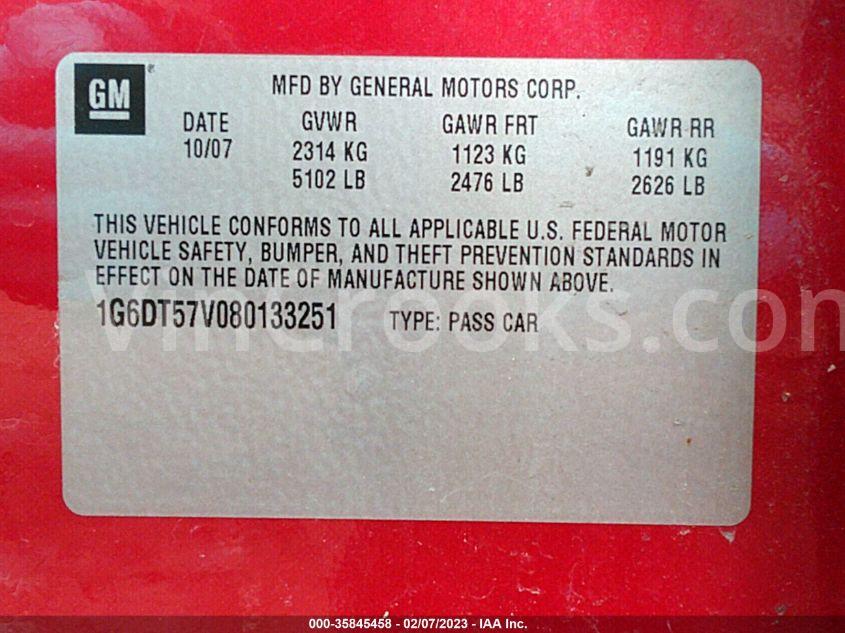 GM
MFD BY GENERAL MOTORS CORP.
DATE GVWR GAWR FRT GAWR RR
10/07 2314 KG 1123 KG 1191 KG
5102 LB 2476 LB 2626 LB
THIS VEHICLE CONFORMS TO ALL APPLICABLE U.S. FEDERAL MOTOR
VEHICLE SAFETY, BUMPER, AND THEFT PREVENTION STANDARDS IN
EFFECT ON THE DATE OF MANUFACTURE SHOWN ABOVE.
1G6DT57V080133251 TYPE: PASS CAR
vincrooks.com
000-35845458 - 02/07/2023 - IAA Inc.